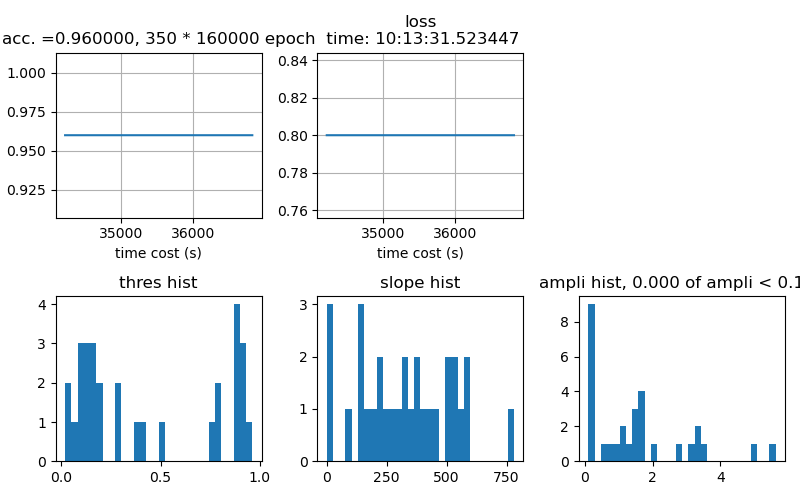 loss
acc. =0.960000, 350 * 160000 epoch time: 10:13:31.523447
1.000
0.975
0.950
0.925
35000 36000
time cost (s)
0.84
0.82
0.80
0.78
0.76
35000 36000
time cost (s)
thres hist
4
3
2
1
0
0.0 0.5 1.0
slope hist
3
2
1
0
0 250 500 750
ampli hist, 0.000 of ampli < 0.1
8
6
4
2
0
0 2 4